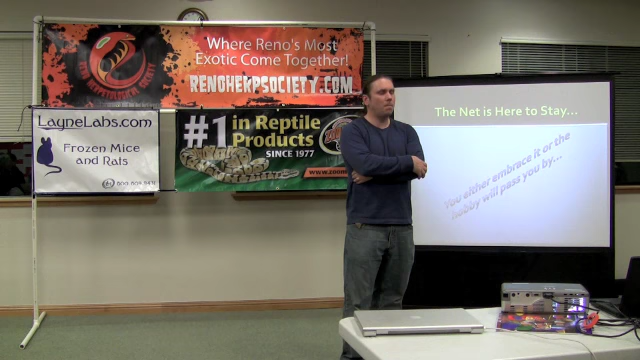 'Where Reno's Most
Exotic Come Together!
RENOHERPSOCIETY.COM
LayneLabs.com
Frozen Mice
and Rats
#1 in Reptile
Products
SINCE 1977
The Net is Here to Stay...
You either embrace it or the
hobby will pass you by...